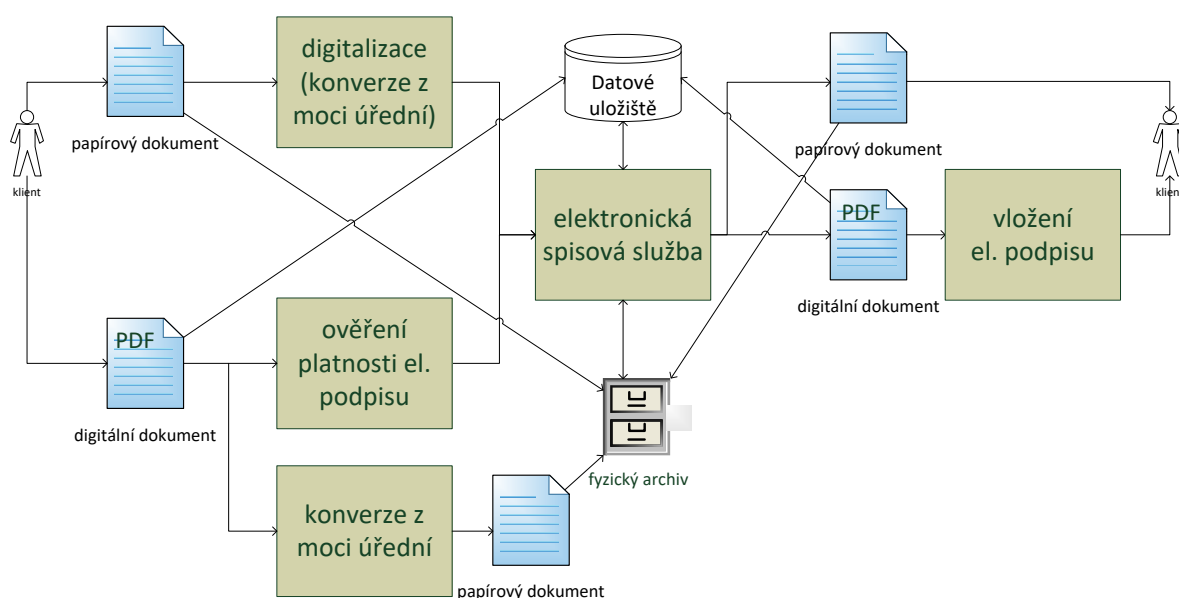 digitalizace
(konverze z
moci úřední)
Datové
uložiště
papírový dokument
papírový dokument
klient
klient
elektronická
spisová služba
PDF
vložení
el. podpisu
digitální dokument
PDF
ověření
platnosti el.
podpisu
digitální dokument
fyzický archiv
konverze z
moci úřední
papírový dokument